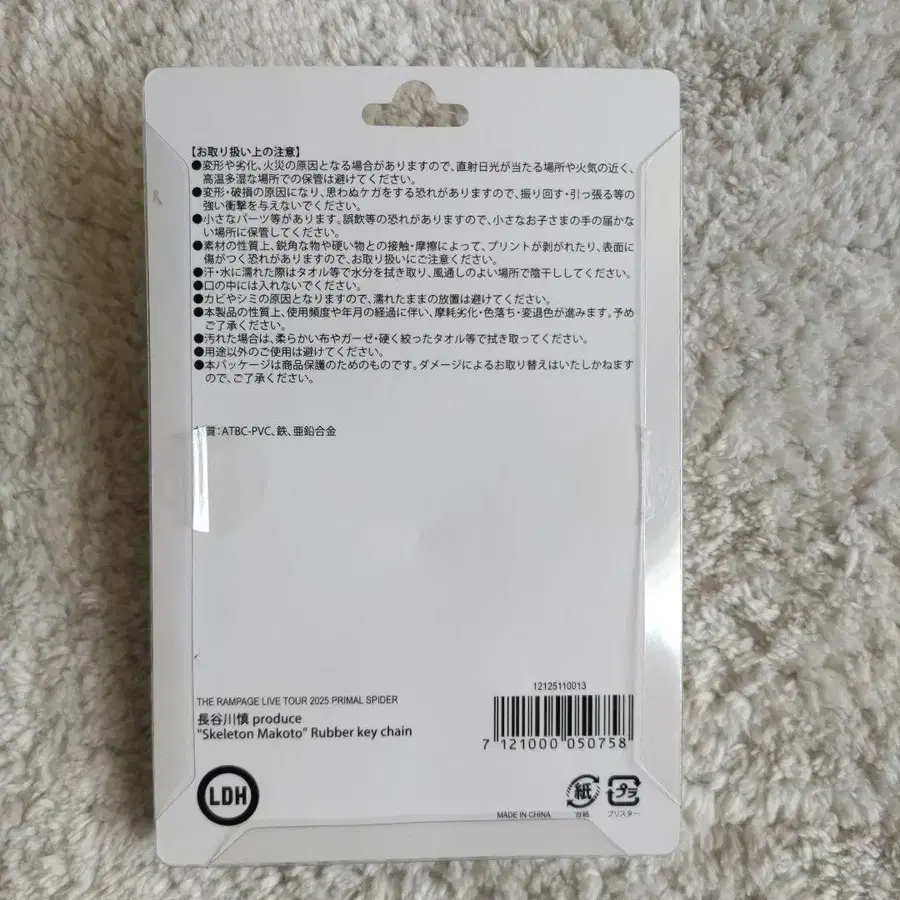 【お取り扱い上の注意】
●変形や劣化、火災の原因となる場合がありますので、直射日光が当たる場所や火気の近く、
高温多湿な場所での保管は避けてください。
●変形・破損の原因になり、思わぬケガをする恐れがありますので、振り回す・引っ張る等の
強い衝撃を与えないでください。
●小さなパーツ等があります。誤飲等の恐れがありますので、小さなお子さまの手の届かな
い場所に保管してください。
●素材の性質上、鋭角な物や硬い物との接触・摩擦によって、プリントが剥がれたり、表面に
傷がつく恐れがありますので、お取り扱いにご注意ください。
●汗・水に濡れた際はタオル等で水分を拭き取り、風通しのよい場所で陰干ししてください。
●口の中には入れないでください。
●カビやシミの原因となりますので、濡れたままの放置は避けてください。
●本製品の性質上、使用頻度や年月の経過に伴い、摩耗劣化・色落ち・変退色が進みます。予め
ご了承ください。
●汚れた場合は、柔らかい布やガーゼ・硬く絞ったタオル等で拭き取ってください。
●用途以外のご使用は避けてください。
●本パッケージは商品保護のためのものです。ダメージによるお取り替えはいたしかねます
ので、ご了承ください。
質：ATBC-PVC、鉄、亜鉛合金
12125110013
THE RAMPAGE LIVE TOUR 2025 PRIMAL SPIDER
長谷川慎 produce
"Skeleton Makoto" Rubber key chain
7 121000 050758
LDH
紙
プラ
MADE IN CHINA
台紙
ブリスター